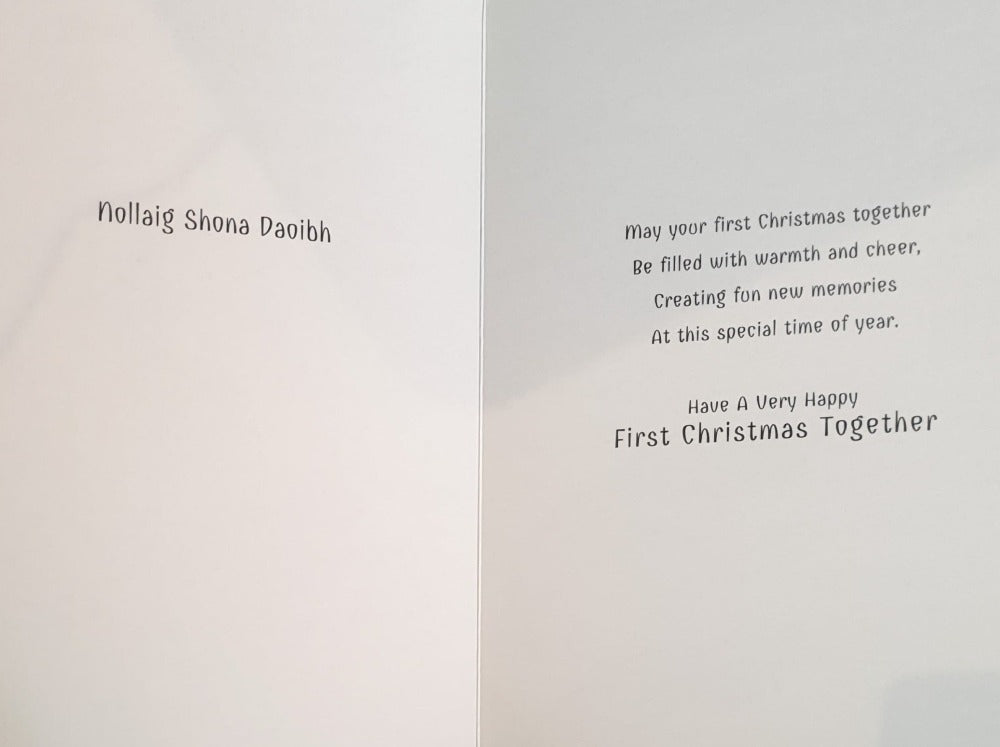 Nollaig Shona Daoibh
May your first Christmas together
Be filled with warmth and cheer,
Creating fun new memories
At this special time of year.
Have A Very Happy
First Christmas Together